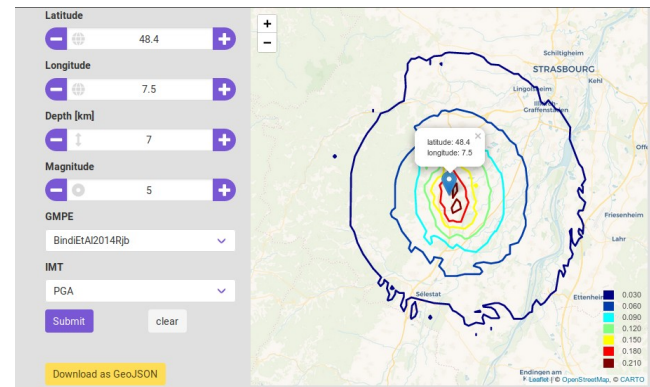 Latitude
48.4
Longitude
7.5
Depth [km]
7
Magnitude
5
GMPE
BindiEtAl2014Rjb
IMT
PGA
Submit
clear
Download as GeoJSON
+
−
Schiltigheim
STRASBOURG
Kehl
Lingolsheim
Illkirch-
Graffenstaden
latitude: 48.4
longitude: 7.5
×
Offe
Friesenheim
Lahr
Sélestat
Ettenheim
Endingen am
0.030
0.060
0.090
0.120
0.150
0.180
0.210
Leaflet | © OpenStreetMap, © CARTO